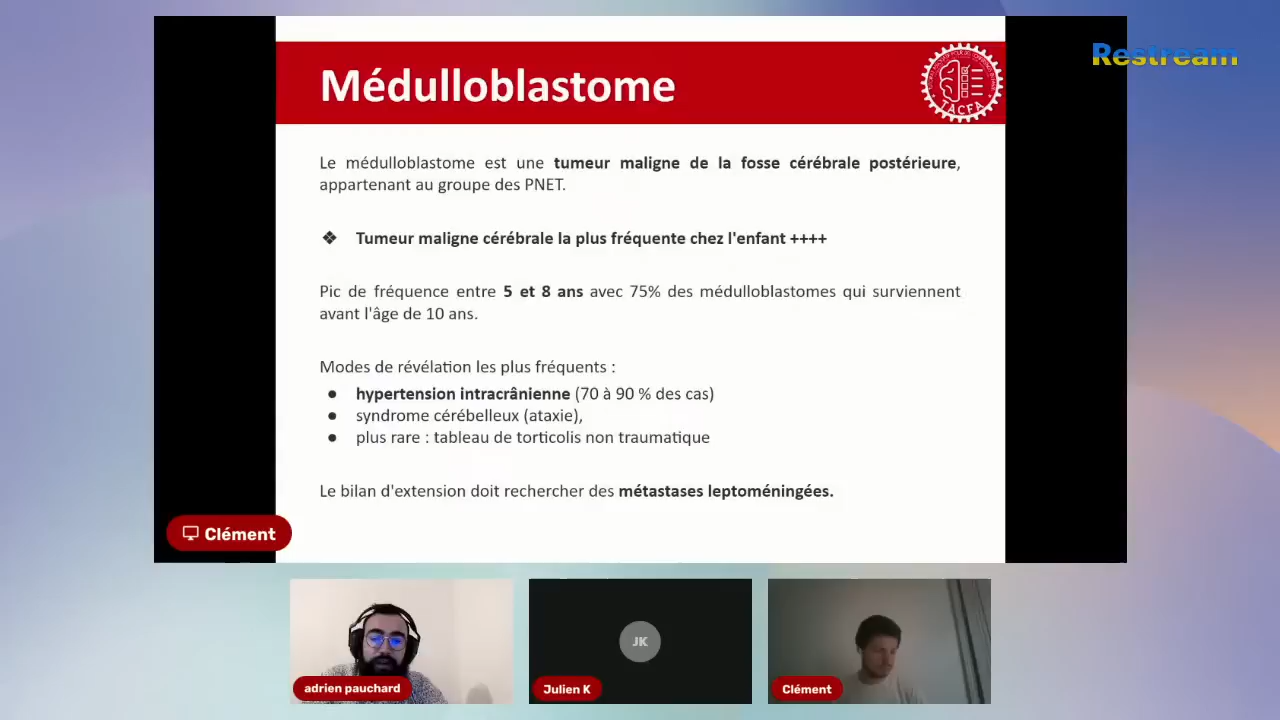 Restream
Médulloblastome
TACFA
Le médulloblastome est une tumeur maligne de la fosse cérébrale postérieure,
appartenant au groupe des PNET.
❖ Tumeur maligne cérébrale la plus fréquente chez l'enfant ++++
Pic de fréquence entre 5 et 8 ans avec 75% des médulloblastomes qui surviennent
avant l'âge de 10 ans.
Modes de révélation les plus fréquents :
● hypertension intracrânienne (70 à 90 % des cas)
● syndrome cérébelleux (ataxie),
● plus rare : tableau de torticolis non traumatique
Le bilan d'extension doit rechercher des métastases leptoméningées.
Clément
JK
adrien pauchard
Julien K
Clément